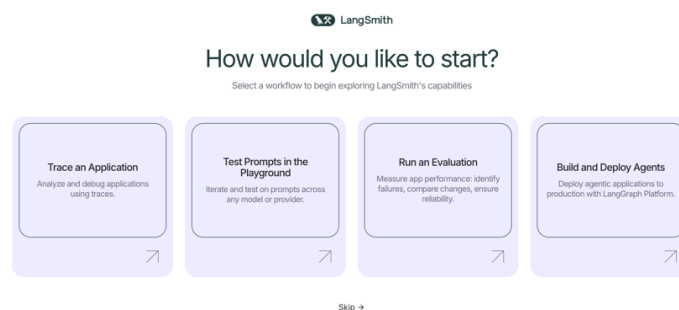 LangSmith
How would you like to start?
Select a workflow to begin exploring LangSmith's capabilities
Trace an Application
Analyze and debug applications
using traces.
Test Prompts in the
Playground
Iterate and test on prompts across
any model or provider.
Run an Evaluation
Measure app performance: identify
failures, compare changes, ensure
reliability.
Build and Deploy Agents
Deploy agentic applications to
production with LangGraph Platform.
Skip →